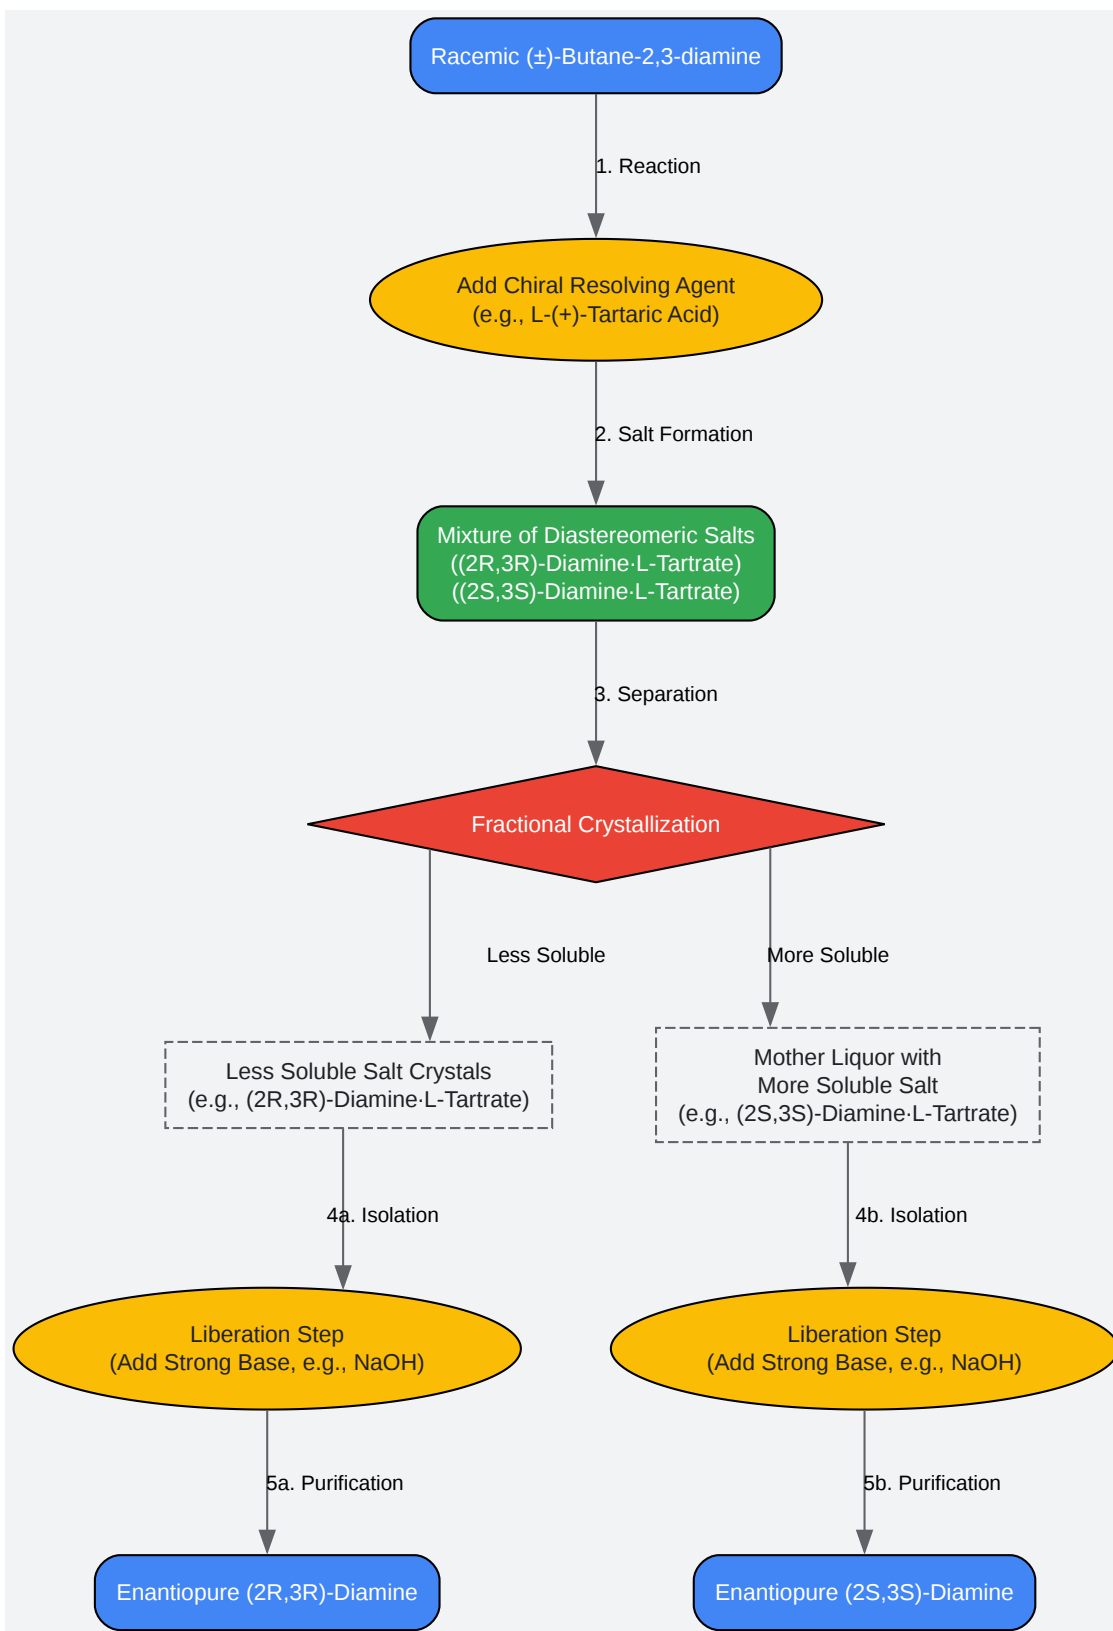 Racemic (±)-Butane-2,3-diamine
1. Reaction
Add Chiral Resolving Agent
(e.g., L-(+)-Tartaric Acid)
2. Salt Formation
Mixture of Diastereomeric Salts
((2R,3R)-Diamine·L-Tartrate)
((2S,3S)-Diamine·L-Tartrate)
3. Separation
Fractional Crystallization
Less Soluble
More Soluble
Less Soluble Salt Crystals
(e.g., (2R,3R)-Diamine·L-Tartrate)
Mother Liquor with
More Soluble Salt
(e.g., (2S,3S)-Diamine·L-Tartrate)
4a. Isolation
4b. Isolation
Liberation Step
(Add Strong Base, e.g., NaOH)
Liberation Step
(Add Strong Base, e.g., NaOH)
5a. Purification
5b. Purification
Enantiopure (2R,3R)-Diamine
Enantiopure (2S,3S)-Diamine